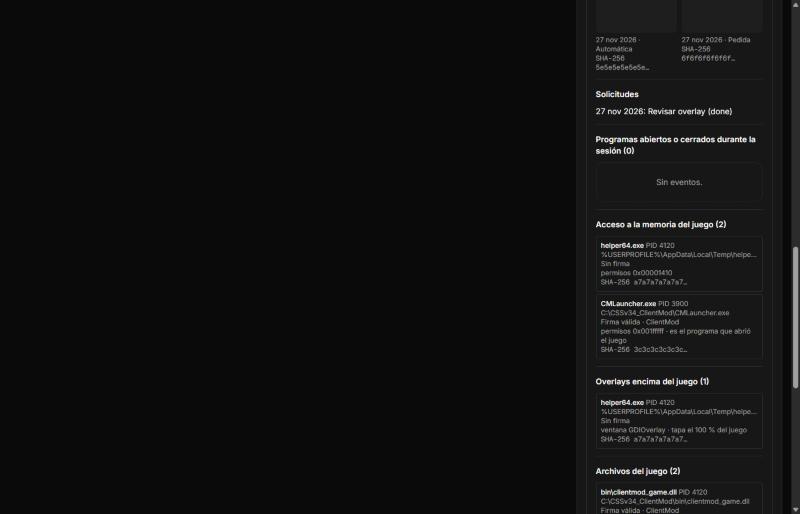 27 nov 2026 ·
Automática
SHA-256
5e5e5e5e5e5e…
27 nov 2026 · Pedida
SHA-256
6f6f6f6f6f6f…
Solicitudes
27 nov 2026: Revisar overlay (done)
Programas abiertos o cerrados durante la
sesión (0)
Sin eventos.
Acceso a la memoria del juego (2)
helper64.exe PID 4120
%USERPROFILE%\AppData\Local\Temp\helpe…
Sin firma
permisos 0x00001410
SHA-256 a7a7a7a7a7a7…
CMLauncher.exe PID 3900
C:\CSSv34_ClientMod\CMLauncher.exe
Firma válida · ClientMod
permisos 0x001fffff · es el programa que abrió
el juego
SHA-256 3c3c3c3c3c3c…
Overlays encima del juego (1)
helper64.exe PID 4120
%USERPROFILE%\AppData\Local\Temp\helpe…
Sin firma
ventana GDIOverlay · tapa el 100 % del juego
SHA-256 a7a7a7a7a7a7…
Archivos del juego (2)
bin\clientmod_game.dll PID 4120
C:\CSSv34_ClientMod\bin\clientmod_game.dll
Firma válida · ClientMod